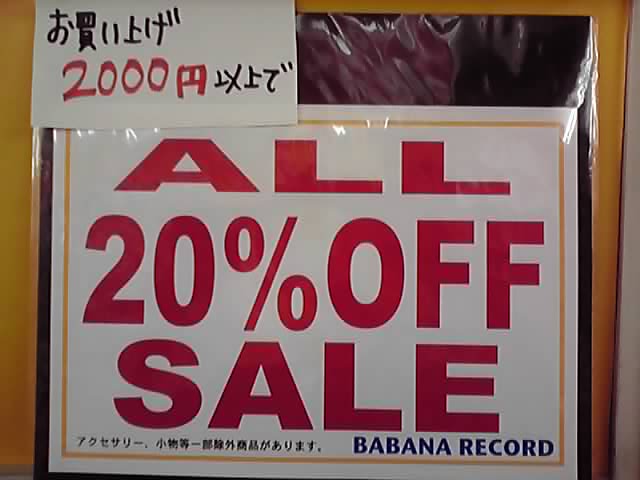 お買い上げ
2000円以上で
ALL
20%OFF
SALE
アクセサリー、小物等一部除外商品があります。
BABANA RECORD